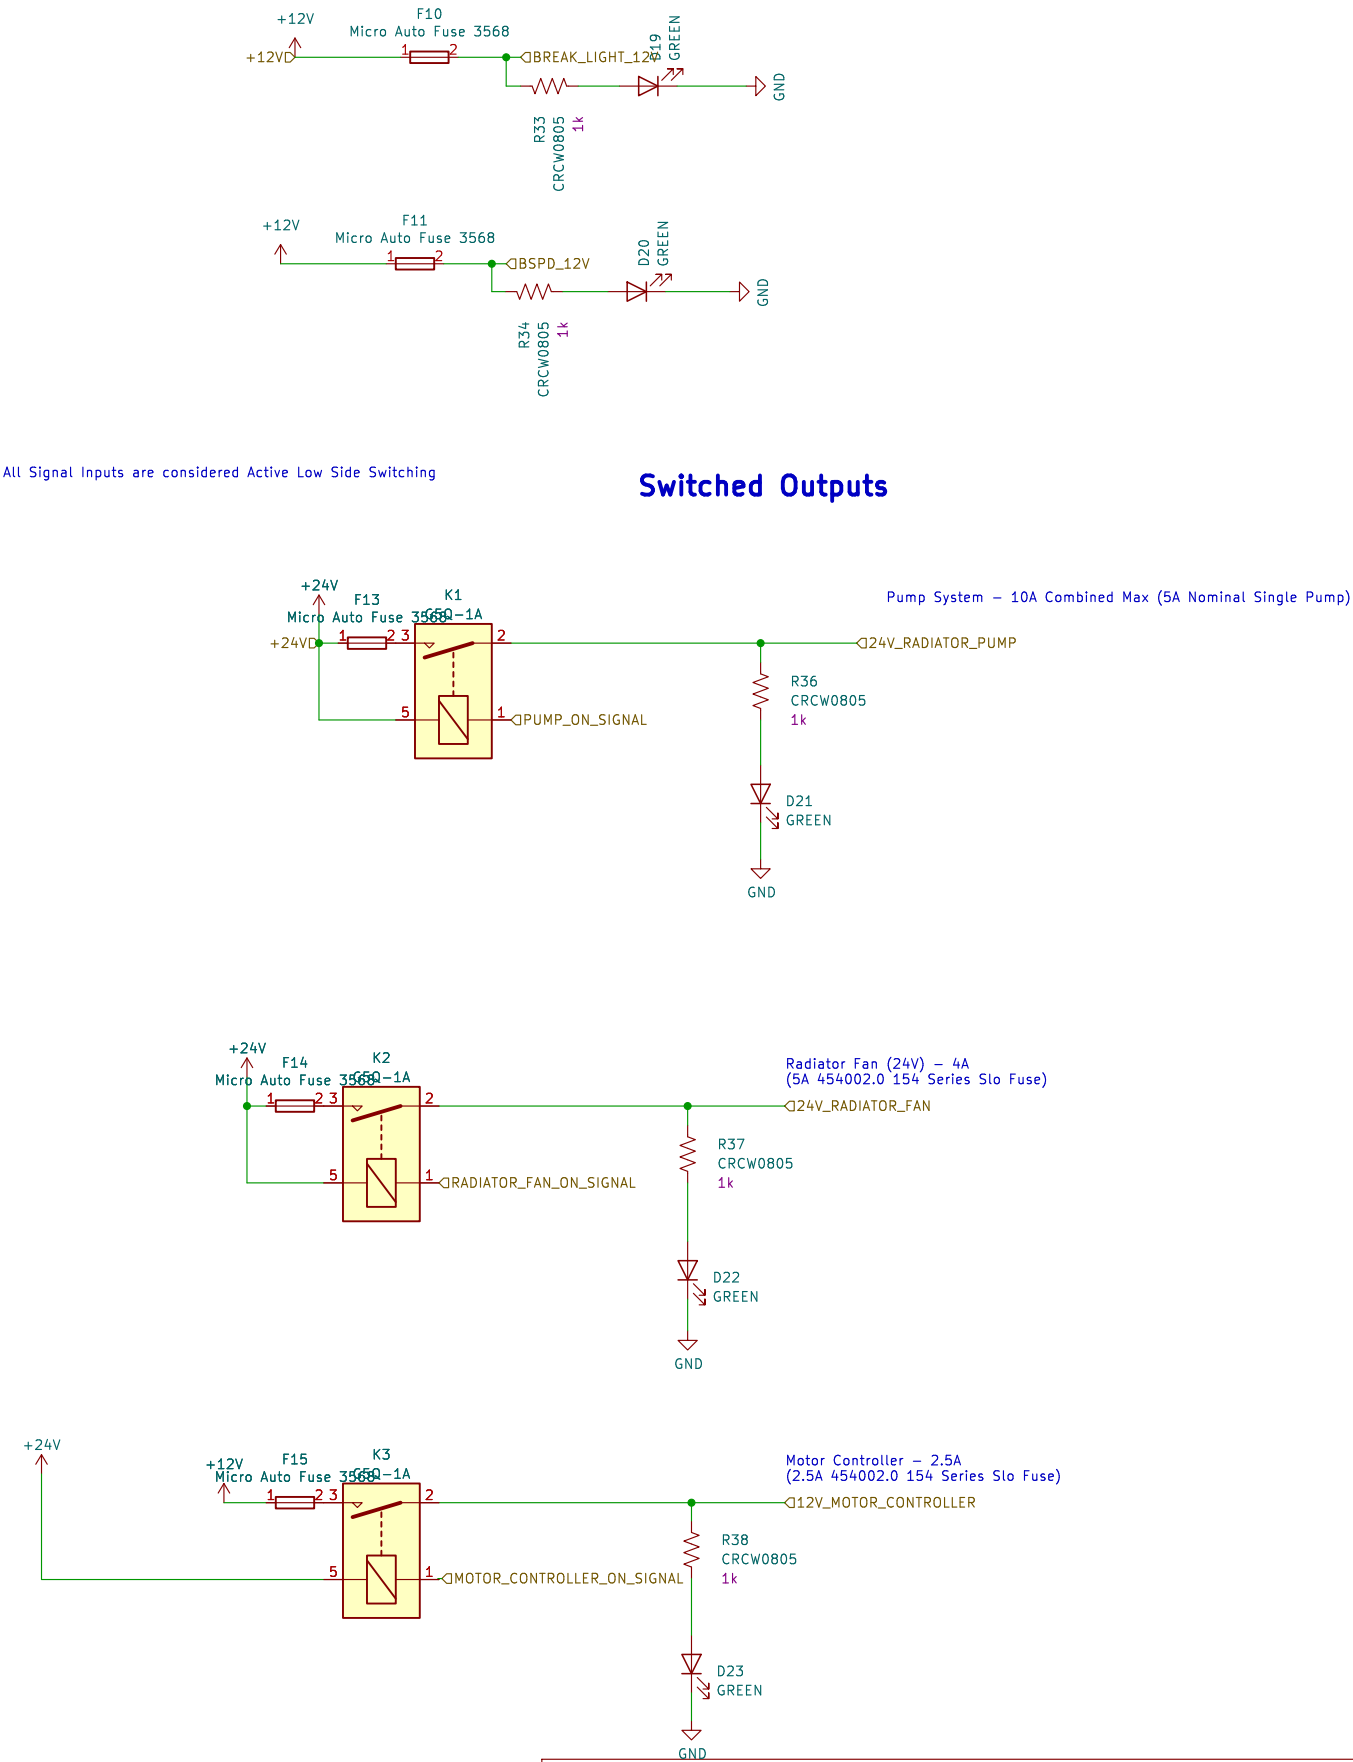 +12V
F10
Micro Auto Fuse 3568
+12V
1
2
BREAK_LIGHT_12V
D19
GREEN
GND
R33
CRCW0805
1k
+12V
F11
Micro Auto Fuse 3568
1
2
BSPD_12V
D20
GREEN
GND
R34
CRCW0805
1k
All Signal Inputs are considered Active Low Side Switching
Switched Outputs
+24V
F13
Micro Auto Fuse 3568
K1
G5Q-1A
Pump System - 10A Combined Max (5A Nominal Single Pump)
+24V
1
2
3
2
24V_RADIATOR_PUMP
5
1
PUMP_ON_SIGNAL
R36
CRCW0805
1k
D21
GREEN
GND
+24V
F14
Micro Auto Fuse 3568
K2
G5Q-1A
Radiator Fan (24V) - 4A
(5A 454002.0 154 Series Slo Fuse)
1
2
3
2
24V_RADIATOR_FAN
5
1
RADIATOR_FAN_ON_SIGNAL
R37
CRCW0805
1k
D22
GREEN
GND
+24V
+12V
F15
Micro Auto Fuse 3568
K3
G5Q-1A
Motor Controller - 2.5A
(2.5A 454002.0 154 Series Slo Fuse)
1
2
3
2
12V_MOTOR_CONTROLLER
5
1
MOTOR_CONTROLLER_ON_SIGNAL
R38
CRCW0805
1k
D23
GREEN
GND